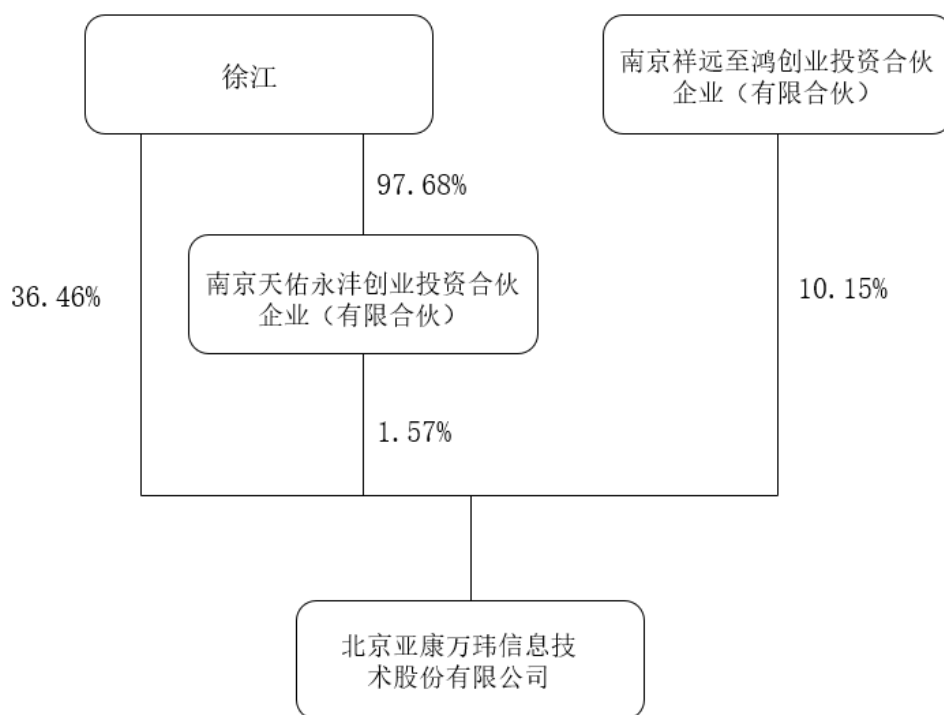 徐江
南京祥远至鸿创业投资合伙
企业（有限合伙）
97.68%
南京天佑永沣创业投资合伙
企业（有限合伙）
36.46%
10.15%
1.57%
北京亚康万玮信息技
术股份有限公司